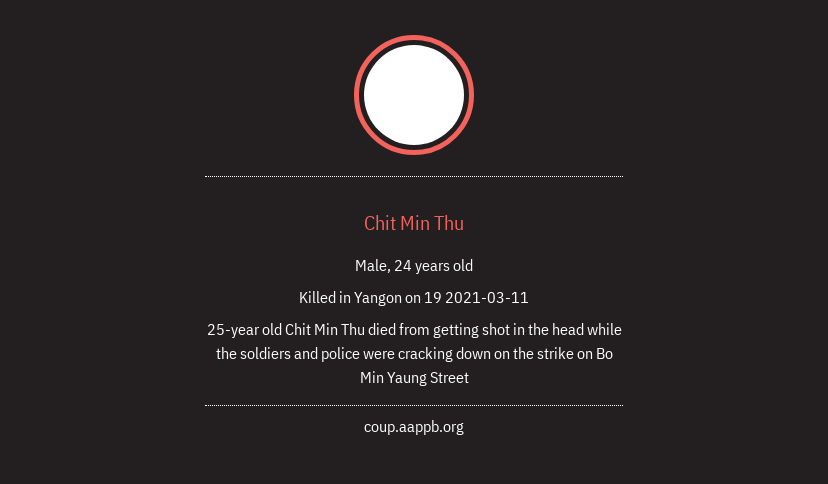 Chit Min Thu
Male, 24 years old
Killed in Yangon on 19 2021-03-11
25-year old Chit Min Thu died from getting shot in the head while
the soldiers and police were cracking down on the strike on Bo
Min Yaung Street
coup.aappb.org